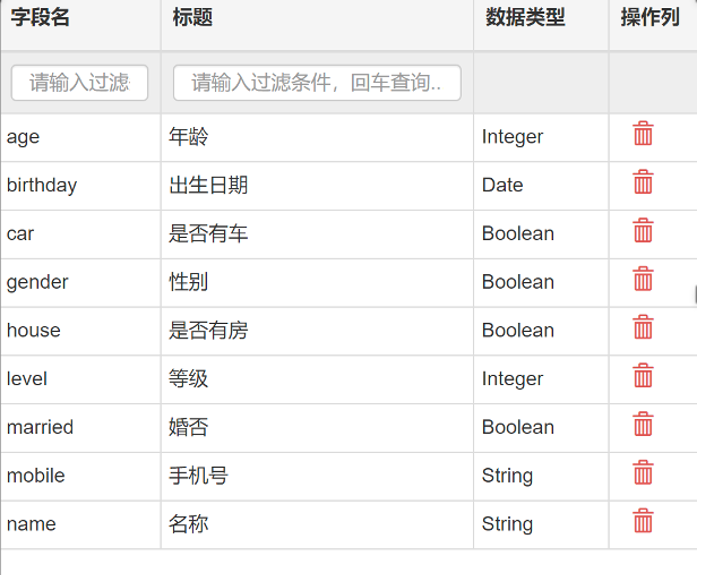 字段名 标题 数据类型 操作列
请输入过滤 请输入过滤条件，回车查询..
age 年龄 Integer
birthday 出生日期 Date
car 是否有车 Boolean
gender 性别 Boolean
house 是否有房 Boolean
level 等级 Integer
married 婚否 Boolean
mobile 手机号 String
name 名称 String